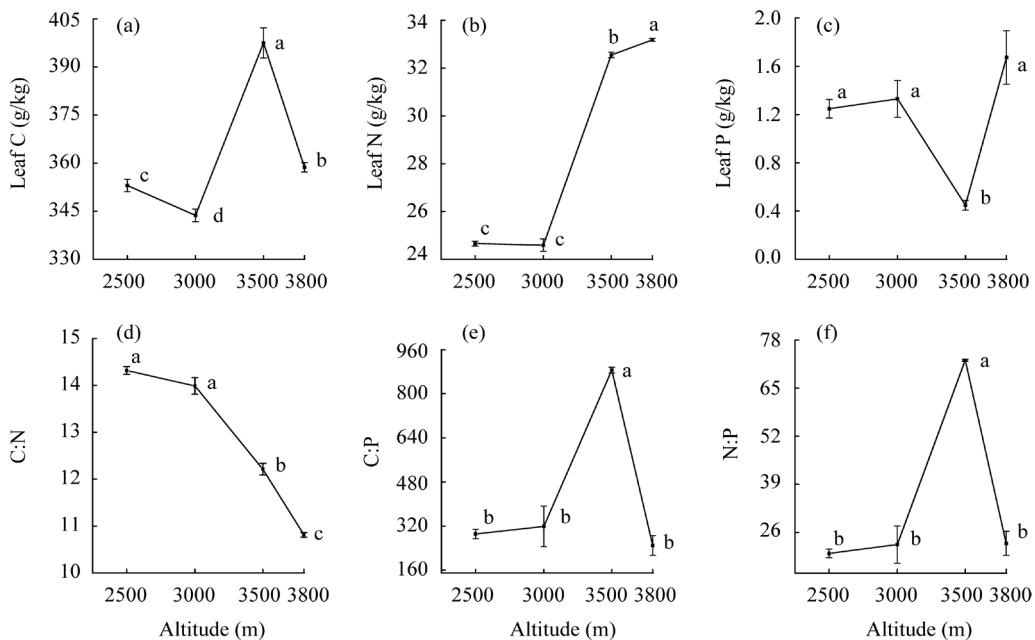 (a)
Leaf C (g/kg)
405
390
375
360
345
330
c
d
a
b
2500 3000 3500 3800
(b)
Leaf N (g/kg)
34
32
30
28
26
24
c
c
b
a
2500 3000 3500 3800
(c)
Leaf P (g/kg)
2.0
1.6
1.2
0.8
0.4
0.0
a
a
b
a
2500 3000 3500 3800
(d)
C:N
15
14
13
12
11
10
a
a
b
c
2500 3000 3500 3800
Altitude (m)
(e)
C:P
960
800
640
480
320
160
b
b
a
b
2500 3000 3500 3800
Altitude (m)
(f)
N:P
78
65
52
39
26
b
b
a
b
2500 3000 3500 3800
Altitude (m)